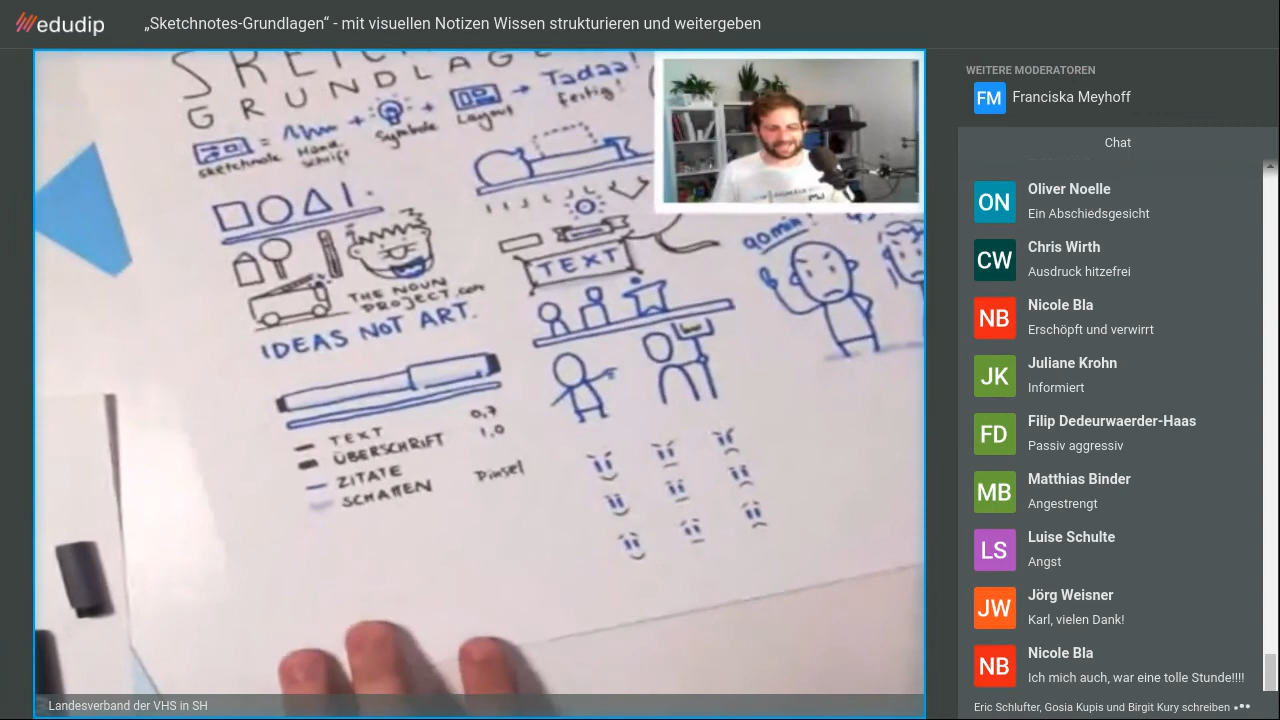 edudip
„Sketchnotes-Grundlagen“ - mit visuellen Notizen Wissen strukturieren und weitergeben
GRUNDLAGE
sketchnote
=
Hand
schrift
+
Symbole
+
Layout
→
Tadaa!
fertig!
THE NOUN
PROJECT.com
IDEAS NOT ART.
TEXT
90min
TEXT 0,7
ÜBERSCHRIFT 1,0
ZITATE
SCHATTEN Pinsel
Landesverband der VHS in SH
WEITERE MODERATOREN
FM Franciska Meyhoff
Chat
ON Oliver Noelle
Ein Abschiedsgesicht
CW Chris Wirth
Ausdruck hitzefrei
NB Nicole Bla
Erschöpft und verwirrt
JK Juliane Krohn
Informiert
FD Filip Dedeurwaerder-Haas
Passiv aggressiv
MB Matthias Binder
Angestrengt
LS Luise Schulte
Angst
JW Jörg Weisner
Karl, vielen Dank!
NB Nicole Bla
Ich mich auch, war eine tolle Stunde!!!!
Eric Schlufter, Gosia Kupis und Birgit Kury schreiben